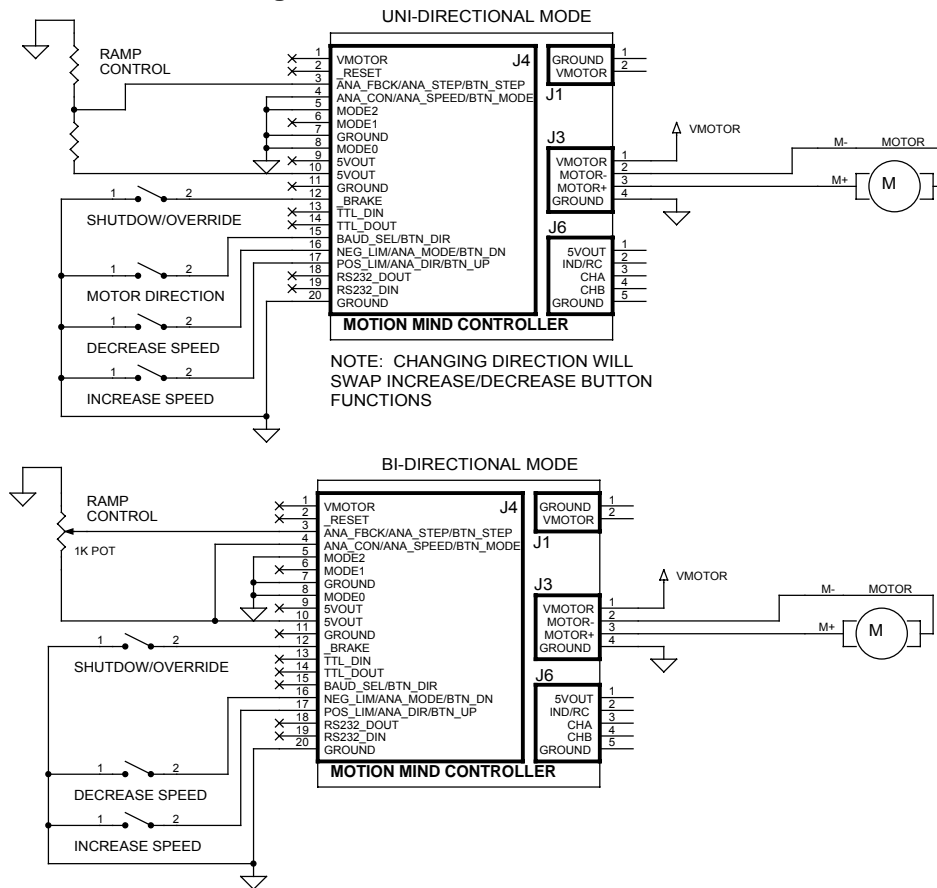 UNI-DIRECTIONAL MODE
RAMP
CONTROL
J4
1 VMOTOR
2 _RESET
3 ANA_FBCK/ANA_STEP/BTN_STEP
4 ANA_CON/ANA_SPEED/BTN_MODE
5 MODE2
6 MODE1
7 GROUND
8 MODE0
9 5VOUT
10 5VOUT
11 GROUND
12 _BRAKE
13 TTL_DIN
14 TTL_DOUT
15 BAUD_SEL/BTN_DIR
16 NEG_LIM/ANA_MODE/BTN_DN
17 POS_LIM/ANA_DIR/BTN_UP
18 RS232_DOUT
19 RS232_DIN
20 GROUND
MOTION MIND CONTROLLER
GROUND 1
VMOTOR 2
J1
J3
VMOTOR 1
MOTOR- 2
MOTOR+ 3
GROUND 4
J6
5VOUT 1
IND/RC 2
CHA 3
CHB 4
GROUND 5
VMOTOR
M- MOTOR
M+ M
1 2
SHUTDOW/OVERRIDE
1 2
MOTOR DIRECTION
1 2
DECREASE SPEED
1 2
INCREASE SPEED
NOTE: CHANGING DIRECTION WILL
SWAP INCREASE/DECREASE BUTTON
FUNCTIONS
BI-DIRECTIONAL MODE
RAMP
CONTROL
1K POT
J4
1 VMOTOR
2 _RESET
3 ANA_FBCK/ANA_STEP/BTN_STEP
4 ANA_CON/ANA_SPEED/BTN_MODE
5 MODE2
6 MODE1
7 GROUND
8 MODE0
9 5VOUT
10 5VOUT
11 GROUND
12 _BRAKE
13 TTL_DIN
14 TTL_DOUT
15 BAUD_SEL/BTN_DIR
16 NEG_LIM/ANA_MODE/BTN_DN
17 POS_LIM/ANA_DIR/BTN_UP
18 RS232_DOUT
19 RS232_DIN
20 GROUND
MOTION MIND CONTROLLER
GROUND 1
VMOTOR 2
J1
J3
VMOTOR 1
MOTOR- 2
MOTOR+ 3
GROUND 4
J6
5VOUT 1
IND/RC 2
CHA 3
CHB 4
GROUND 5
VMOTOR
M- MOTOR
M+ M
1 2
SHUTDOW/OVERRIDE
1 2
DECREASE SPEED
1 2
INCREASE SPEED